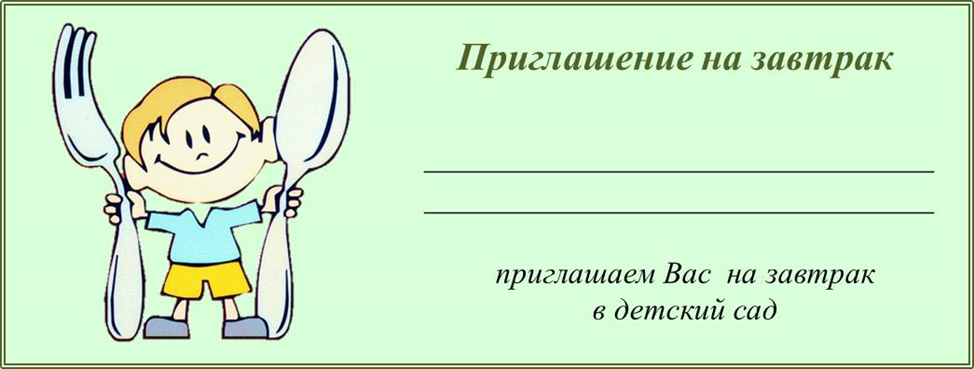 Приглашение на завтрак
приглашаем Вас на завтрак
в детский сад